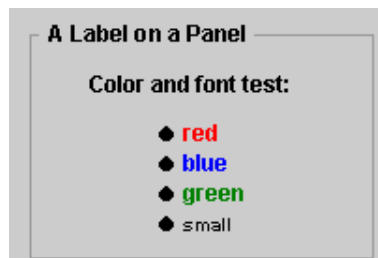 A Label on a Panel
Color and font test:
● red
● blue
● green
● small